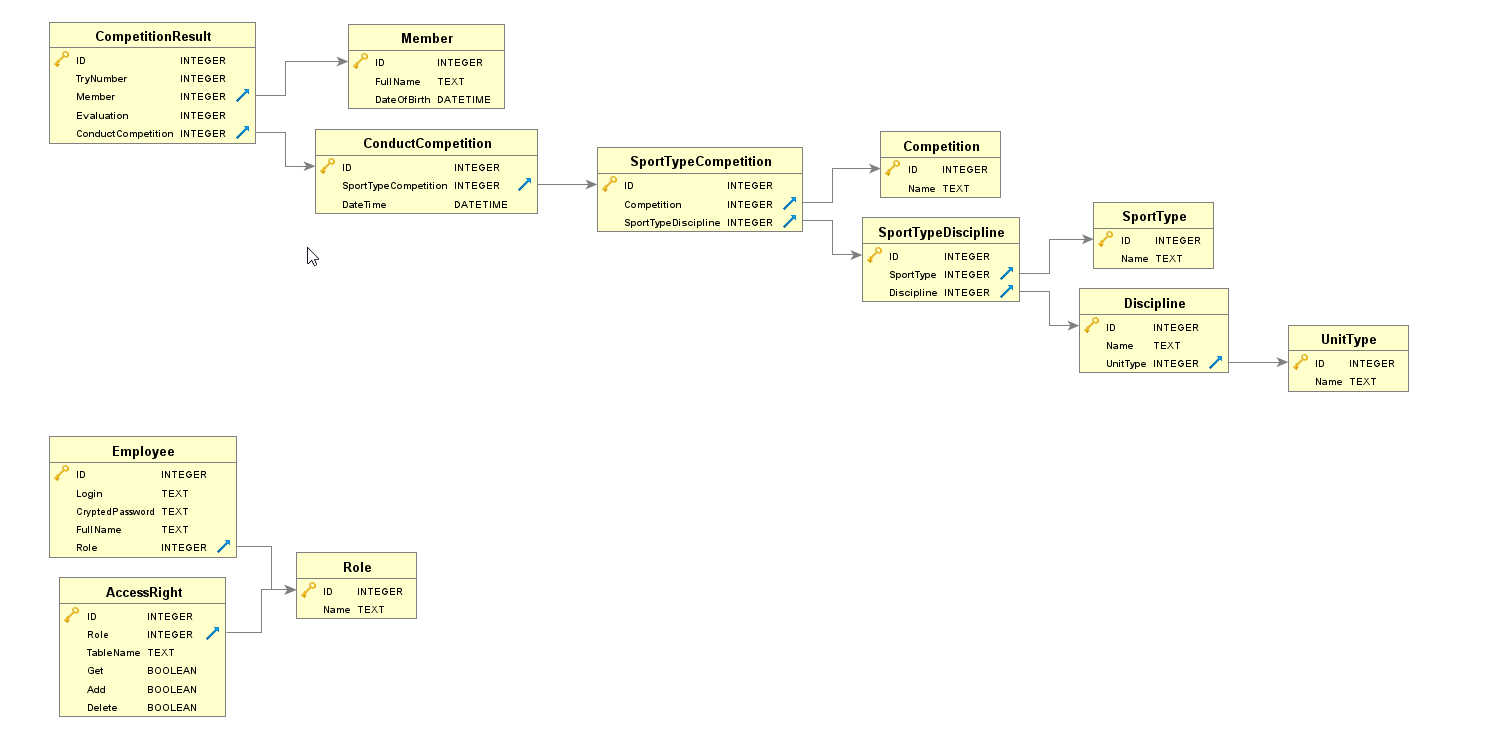 CompetitionResult
ID INTEGER
TryNumber INTEGER
Member INTEGER
Evaluation INTEGER
ConductCompetition INTEGER
Member
ID INTEGER
FullName TEXT
DateOfBirth DATETIME
ConductCompetition
ID INTEGER
SportTypeCompetition INTEGER
DateTime DATETIME
SportTypeCompetition
ID INTEGER
Competition INTEGER
SportTypeDiscipline INTEGER
Competition
ID INTEGER
Name TEXT
SportTypeDiscipline
ID INTEGER
SportType INTEGER
Discipline INTEGER
SportType
ID INTEGER
Name TEXT
Discipline
ID INTEGER
Name TEXT
UnitType INTEGER
UnitType
ID INTEGER
Name TEXT
Employee
ID INTEGER
Login TEXT
CryptedPassword TEXT
FullName TEXT
Role INTEGER
AccessRight
ID INTEGER
Role INTEGER
TableName TEXT
Get BOOLEAN
Add BOOLEAN
Delete BOOLEAN
Role
ID INTEGER
Name TEXT